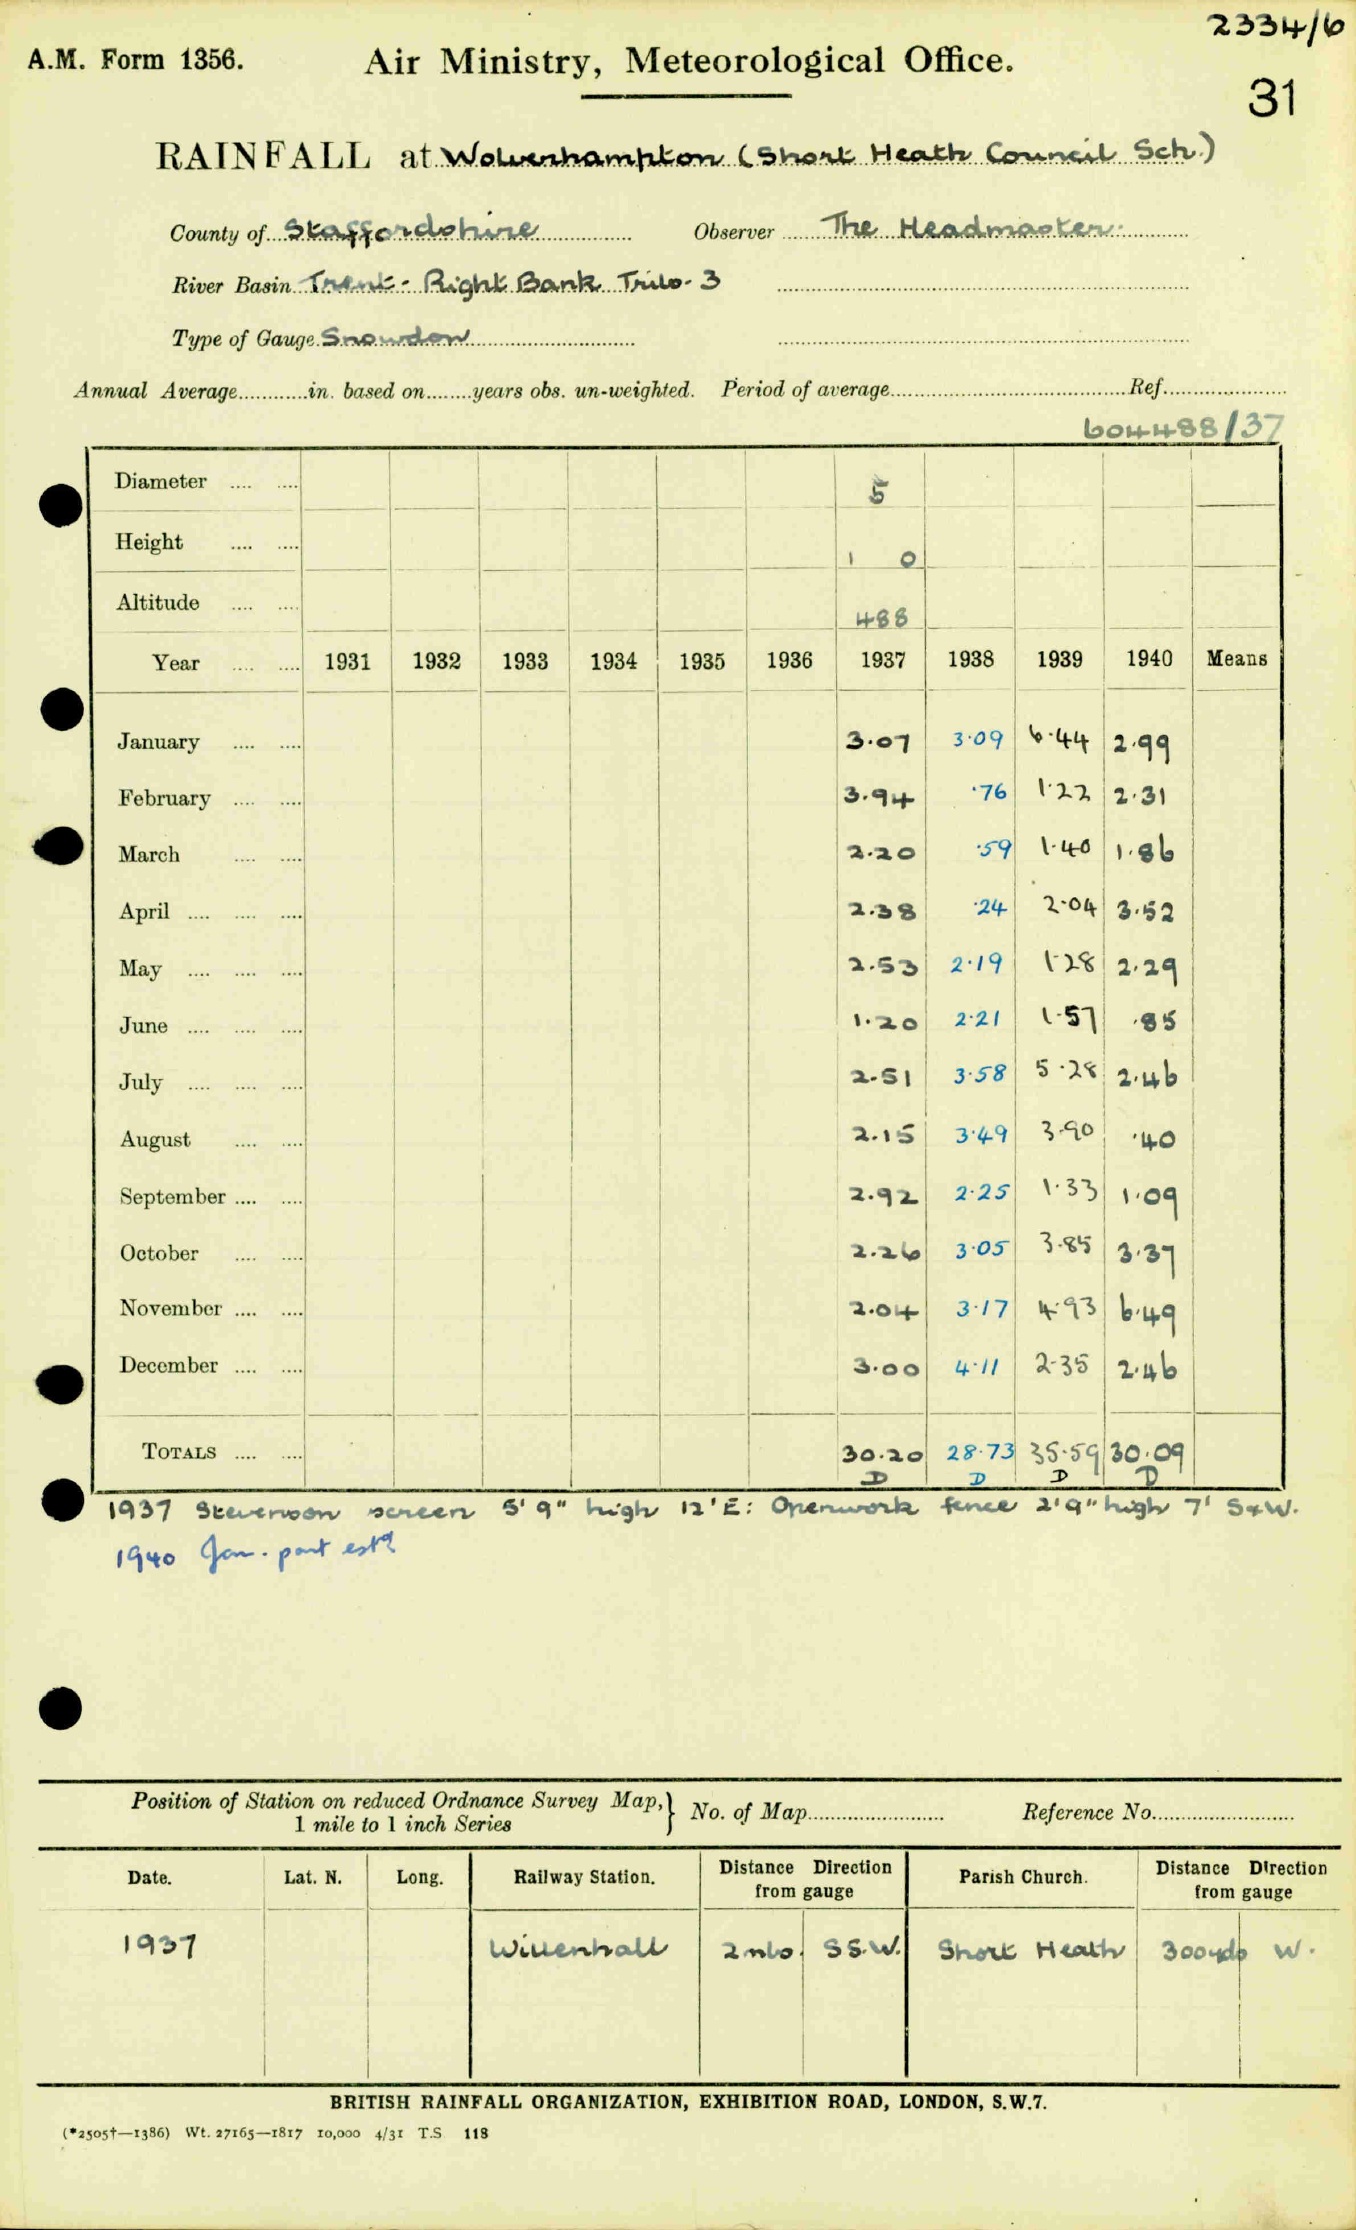 2334/6
A.M. Form 1356. Air Ministry, Meteorological Office.
31
RAINFALL at Wolverhampton (Short Heath Council Sch.)
County of Staffordshire Observer The Headmaster.
River Basin Trent - Right Bank Tribs. 3
Type of Gauge Snowdon
Annual Average............in. based on........years obs. un-weighted. Period of average........................................Ref.....................
604488/37
Diameter .... .... 5
Height .... .... 1 0
Altitude .... .... 488
Year .... .... 1931 1932 1933 1934 1935 1936 1937 1938 1939 1940 Means
January .... .... 3.07 3.09 6.44 2.99
February .... .... 3.94 .76 1.22 2.31
March .... .... 2.20 .59 1.40 1.86
April .... .... .... 2.38 .24 2.04 3.52
May .... .... .... 2.53 2.19 1.28 2.29
June .... .... .... 1.20 2.21 1.57 .85
July .... .... .... 2.51 3.58 5.28 2.46
August .... .... 2.15 3.49 3.90 .40
September .... .... 2.92 2.25 1.33 1.09
October .... .... 2.26 3.05 3.85 3.37
November .... .... 2.04 3.17 4.93 6.49
December .... .... 3.00 4.11 2.35 2.46
TOTALS .... .... 30.20 28.73 35.59 30.09
D D D D
1937 Stevenson screen 5' 9" high 12' E: Openwork fence 2' 9" high 7' S & W.
1940 Jan. part estd
Position of Station on reduced Ordnance Survey Map, } No. of Map........................ Reference No.........................
1 mile to 1 inch Series
Date. Lat. N. Long. Railway Station. Distance Direction from gauge Parish Church. Distance Direction from gauge
1937 Willenhall 2 mls. S.S.W. Short Heath 300 yds W.
BRITISH RAINFALL ORGANIZATION, EXHIBITION ROAD, LONDON, S.W.7.
(*2505†—1386) Wt. 27165—1817 10,000 4/31 T.S. 118